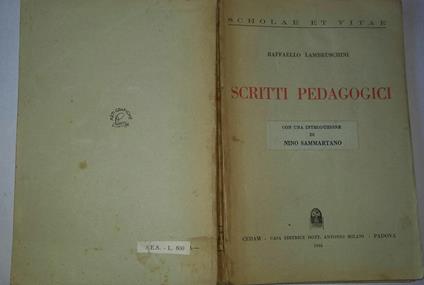 SCHOLAE ET VITAE
RAFFAELLO LAMBRUSCHINI
SCRITTI PEDAGOGICI
CON UNA INTRODUZIONE
DI
NINO SAMMARTANO
CEDAM - CASA EDITRICE DOTT. ANTONIO MILANI - PADOVA
S.E.S. - L. 600